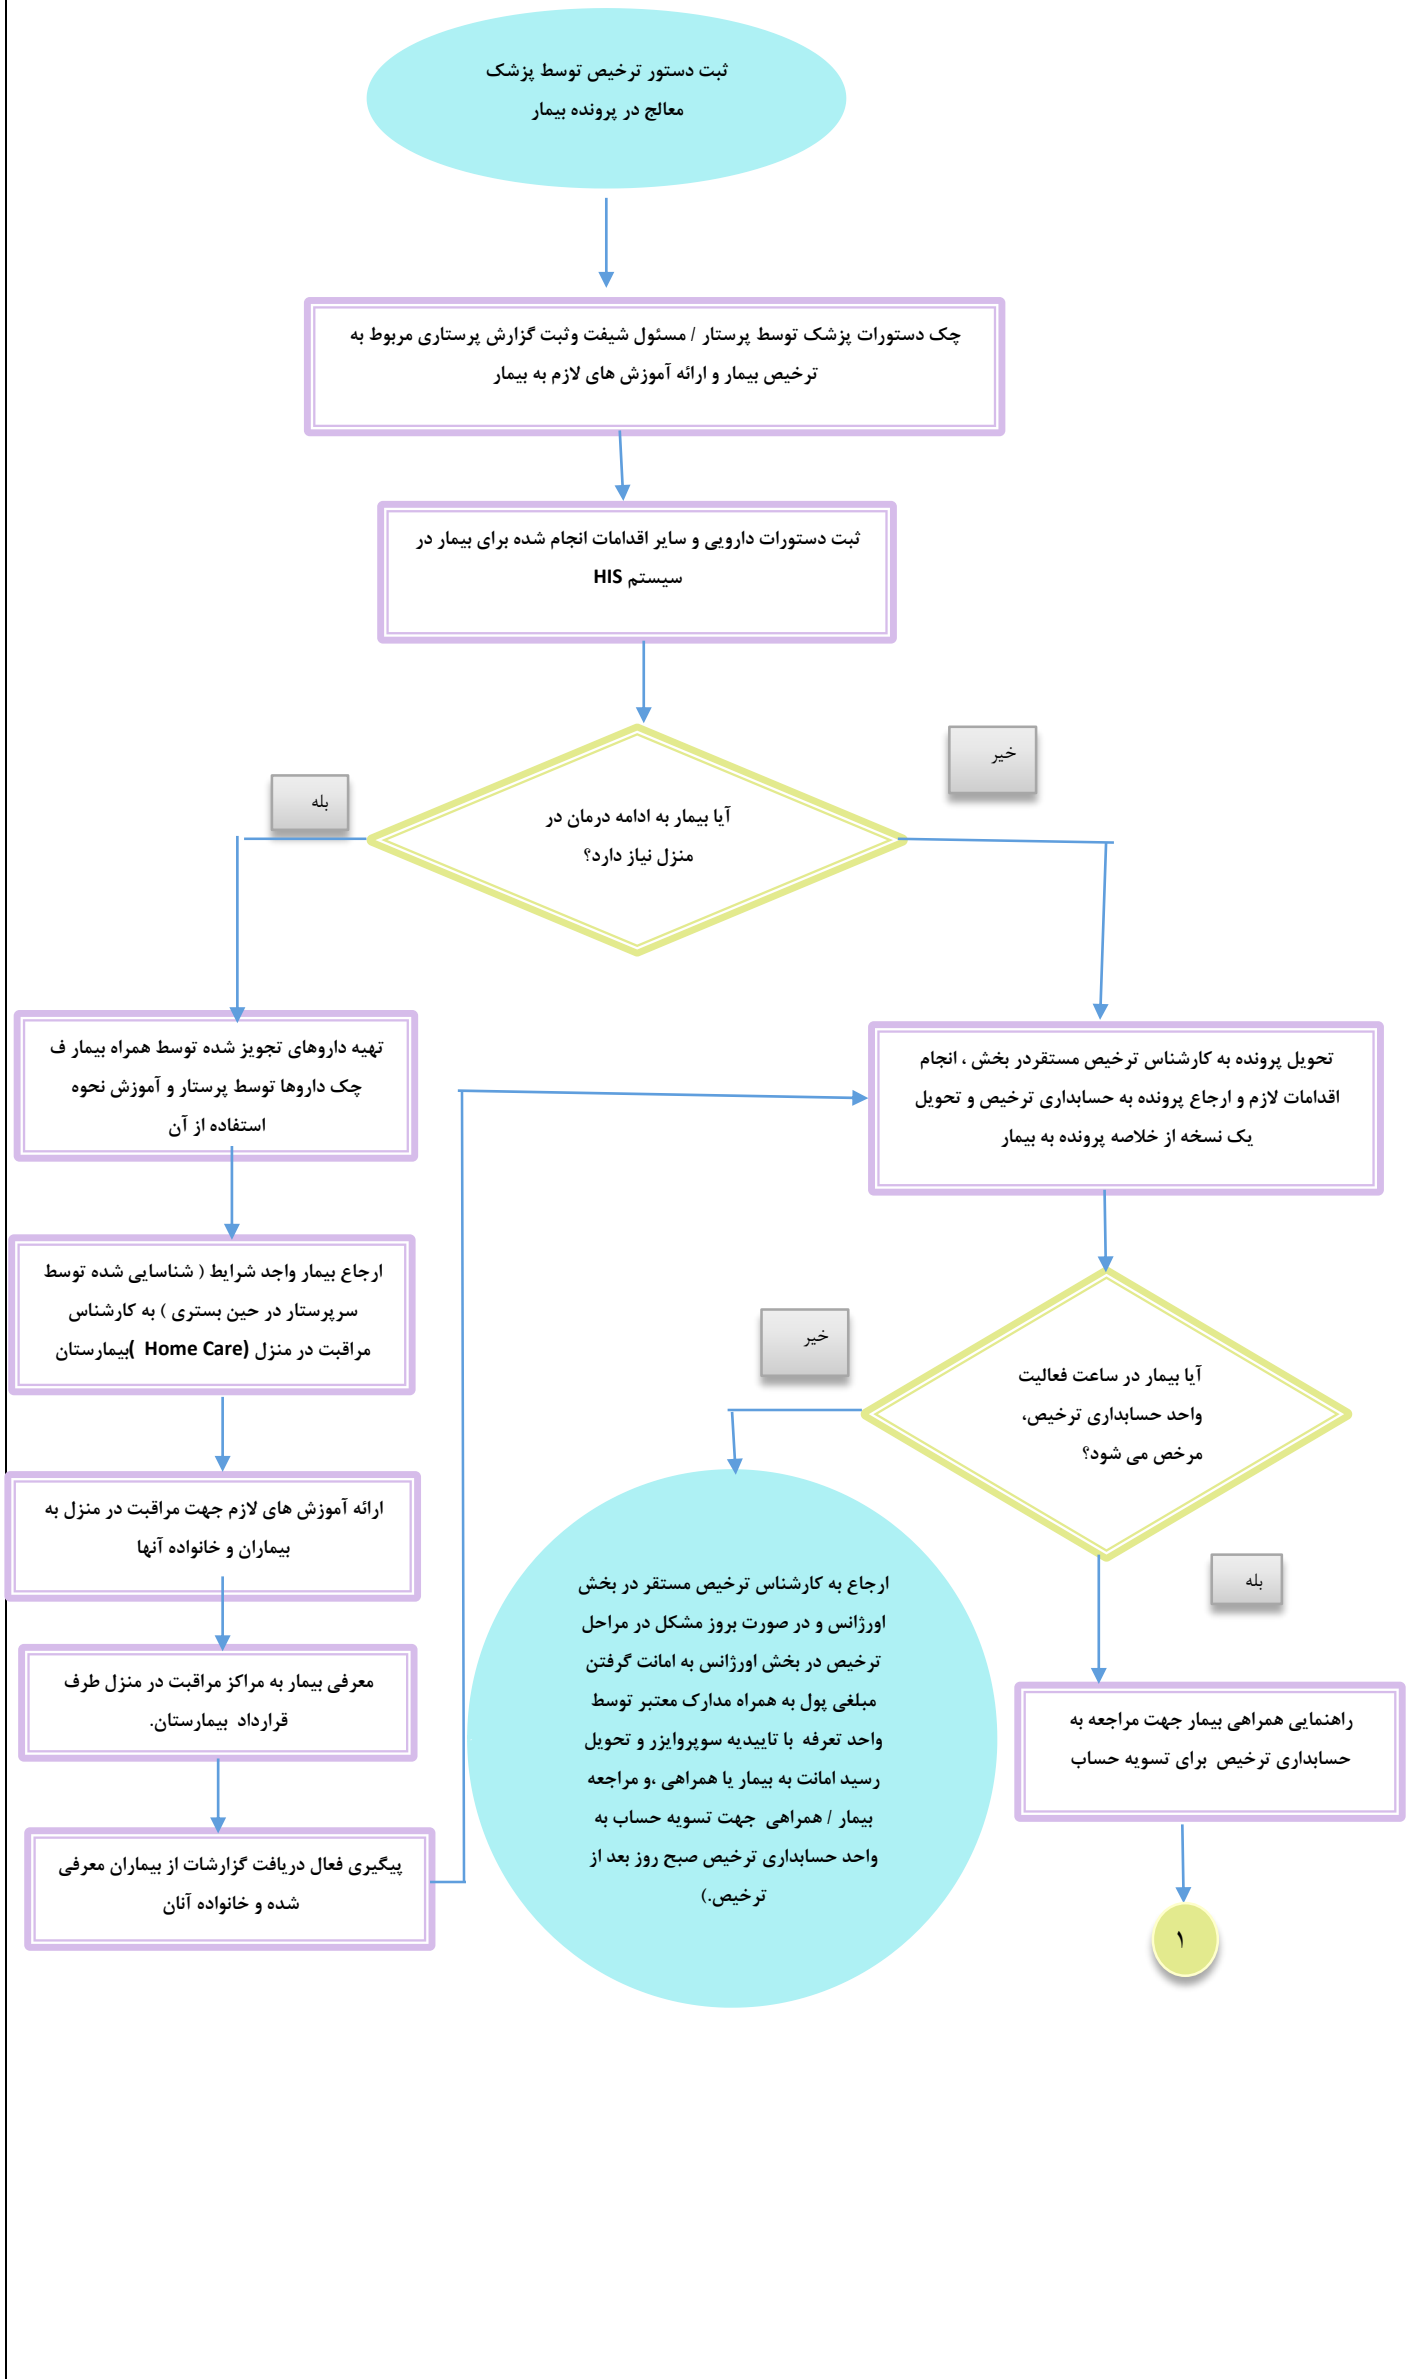 ثبت دستور ترخیص توسط پزشک
معالج در پرونده بیمار
چک دستورات پزشک توسط پرستار / مسئول شیفت وثبت گزارش پرستاری مربوط به
ترخیص بیمار و ارائه آموزش های لازم به بیمار
ثبت دستورات دارویی و سایر اقدامات انجام شده برای بیمار در
سیستم HIS
خیر
بله
آیا بیمار به ادامه درمان در
منزل نیاز دارد؟
تهیه داروهای تجویز شده توسط همراه بیمار ف
چک داروها توسط پرستار و آموزش نحوه
استفاده از آن
تحویل پرونده به کارشناس ترخیص مستقردر بخش ، انجام
اقدامات لازم و ارجاع پرونده به حسابداری ترخیص و تحویل
یک نسخه از خلاصه پرونده به بیمار
ارجاع بیمار واجد شرایط ( شناسایی شده توسط
سرپرستار در حین بستری ) به کارشناس
مراقبت در منزل (Home Care )بیمارستان
خیر
آیا بیمار در ساعت فعالیت
واحد حسابداری ترخیص،
مرخص می شود؟
ارائه آموزش های لازم جهت مراقبت در منزل به
بیماران و خانواده آنها
بله
ارجاع به کارشناس ترخیص مستقر در بخش
اورژانس و در صورت بروز مشکل در مراحل
ترخیص در بخش اورژانس به امانت گرفتن
مبلغی پول به همراه مدارک معتبر توسط
واحد تعرفه با تاییدیه سوپروایزر و تحویل
رسید امانت به بیمار یا همراهی ،و مراجعه
بیمار / همراهی جهت تسویه حساب به
واحد حسابداری ترخیص صبح روز بعد از
ترخیص.)
معرفی بیمار به مراکز مراقبت در منزل طرف
قرارداد بیمارستان.
راهنمایی همراهی بیمار جهت مراجعه به
حسابداری ترخیص برای تسویه حساب
پیگیری فعال دریافت گزارشات از بیماران معرفی
شده و خانواده آنان
۱